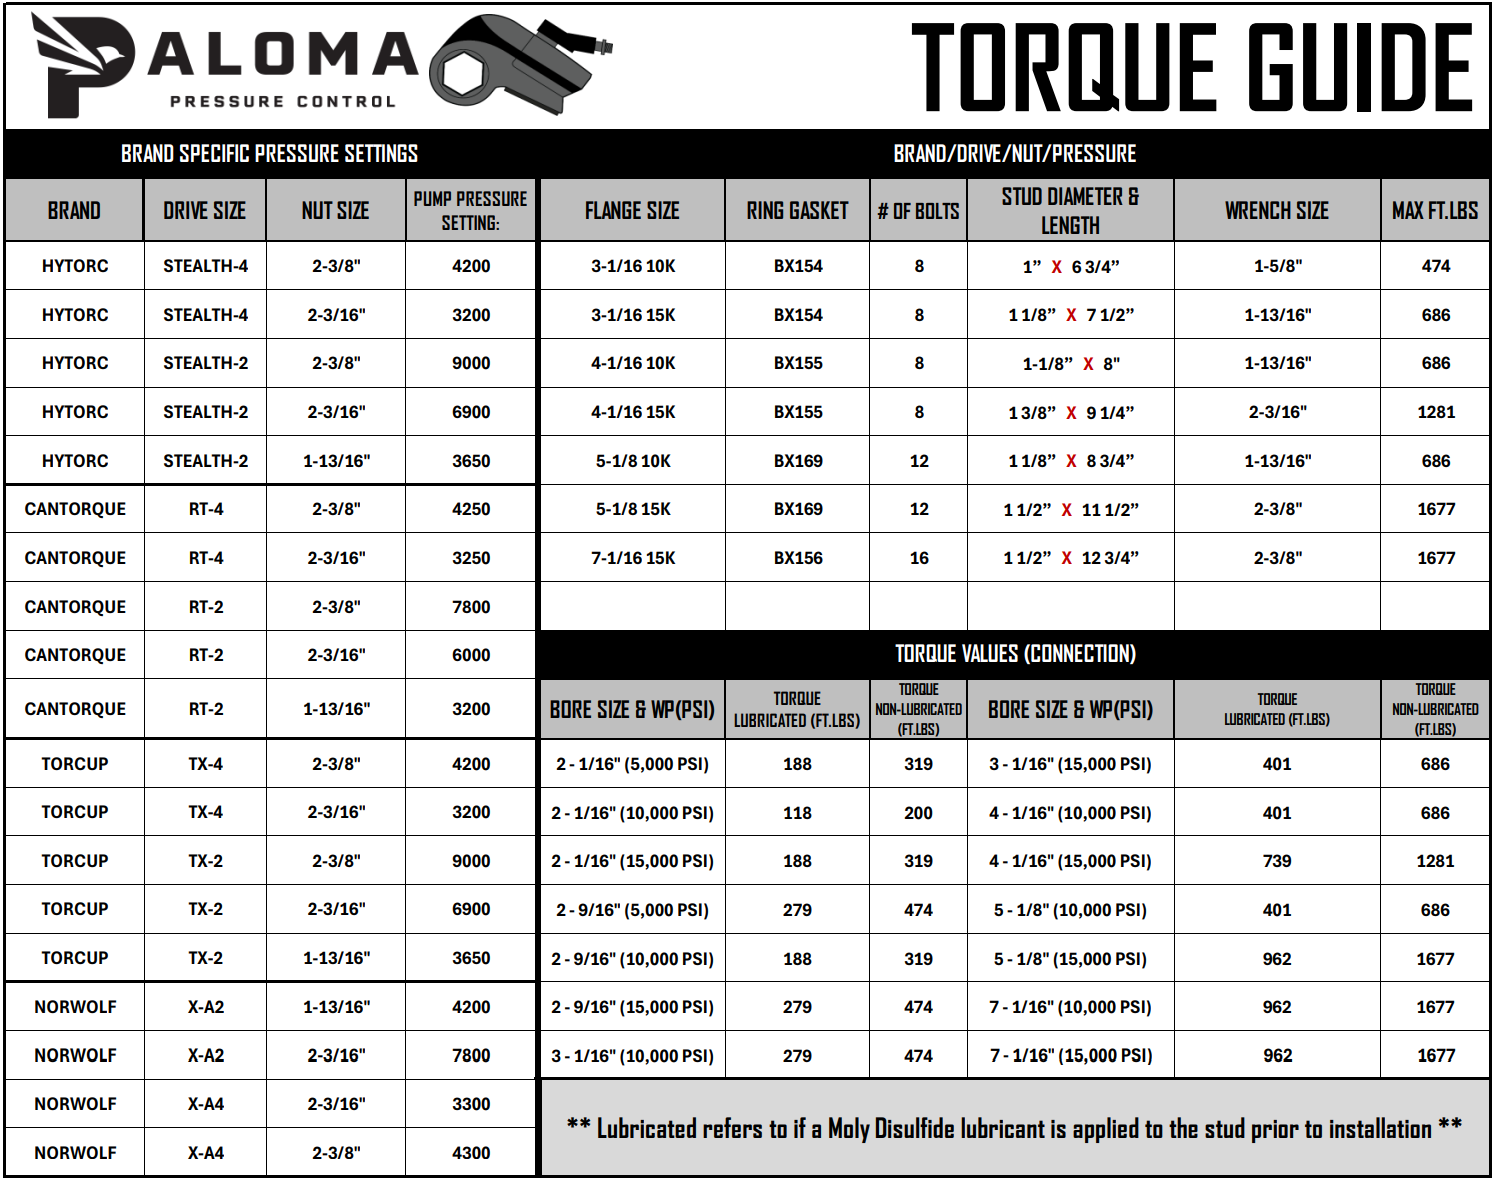 PALOMA
PRESSURE CONTROL
TORQUE GUIDE
BRAND SPECIFIC PRESSURE SETTINGS
BRAND DRIVE SIZE NUT SIZE PUMP PRESSURE SETTING:
HYTORC STEALTH-4 2-3/8" 4200
HYTORC STEALTH-4 2-3/16" 3200
HYTORC STEALTH-2 2-3/8" 9000
HYTORC STEALTH-2 2-3/16" 6900
HYTORC STEALTH-2 1-13/16" 3650
CANTORQUE RT-4 2-3/8" 4250
CANTORQUE RT-4 2-3/16" 3250
CANTORQUE RT-2 2-3/8" 7800
CANTORQUE RT-2 2-3/16" 6000
CANTORQUE RT-2 1-13/16" 3200
TORCUP TX-4 2-3/8" 4200
TORCUP TX-4 2-3/16" 3200
TORCUP TX-2 2-3/8" 9000
TORCUP TX-2 2-3/16" 6900
TORCUP TX-2 1-13/16" 3650
NORWOLF X-A2 1-13/16" 4200
NORWOLF X-A2 2-3/16" 7800
NORWOLF X-A4 2-3/16" 3300
NORWOLF X-A4 2-3/8" 4300
BRAND/DRIVE/NUT/PRESSURE
FLANGE SIZE RING GASKET # OF BOLTS STUD DIAMETER & LENGTH WRENCH SIZE MAX FT.LBS
3-1/16 10K BX154 8 1” X 6 3/4” 1-5/8" 474
3-1/16 15K BX154 8 1 1/8” X 7 1/2” 1-13/16" 686
4-1/16 10K BX155 8 1-1/8” X 8" 1-13/16" 686
4-1/16 15K BX155 8 1 3/8” X 9 1/4” 2-3/16" 1281
5-1/8 10K BX169 12 1 1/8” X 8 3/4” 1-13/16" 686
5-1/8 15K BX169 12 1 1/2” X 11 1/2” 2-3/8" 1677
7-1/16 15K BX156 16 1 1/2” X 12 3/4” 2-3/8" 1677
TORQUE VALUES (CONNECTION)
BORE SIZE & WP(PSI) TORQUE LUBRICATED (FT.LBS) TORQUE NON-LUBRICATED (FT.LBS) BORE SIZE & WP(PSI) TORQUE LUBRICATED (FT.LBS) TORQUE NON-LUBRICATED (FT.LBS)
2 - 1/16" (5,000 PSI) 188 319 3 - 1/16" (15,000 PSI) 401 686
2 - 1/16" (10,000 PSI) 118 200 4 - 1/16" (10,000 PSI) 401 686
2 - 1/16" (15,000 PSI) 188 319 4 - 1/16" (15,000 PSI) 739 1281
2 - 9/16" (5,000 PSI) 279 474 5 - 1/8" (10,000 PSI) 401 686
2 - 9/16" (10,000 PSI) 188 319 5 - 1/8" (15,000 PSI) 962 1677
2 - 9/16" (15,000 PSI) 279 474 7 - 1/16" (10,000 PSI) 962 1677
3 - 1/16" (10,000 PSI) 279 474 7 - 1/16" (15,000 PSI) 962 1677
** Lubricated refers to if a Moly Disulfide lubricant is applied to the stud prior to installation **